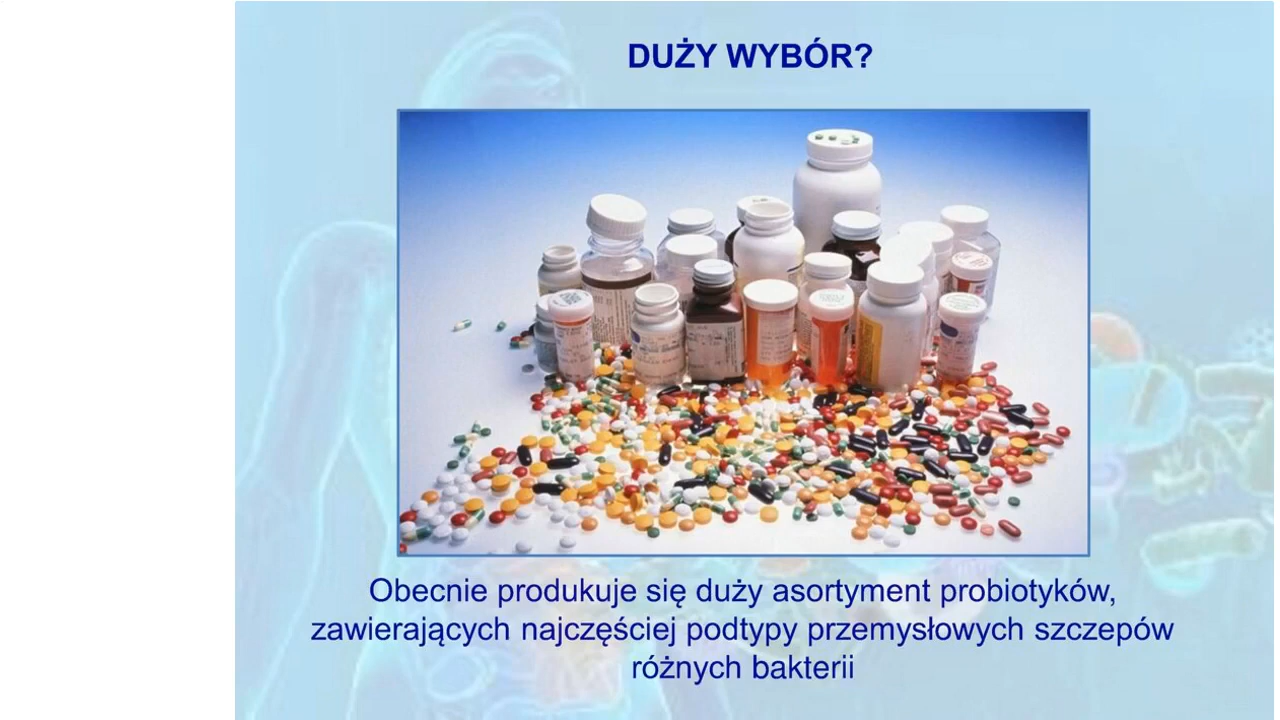 DUŻY WYBÓR?
Obecnie produkuje się duży asortyment probiotyków,
zawierających najczęściej podtypy przemysłowych szczepów
różnych bakterii